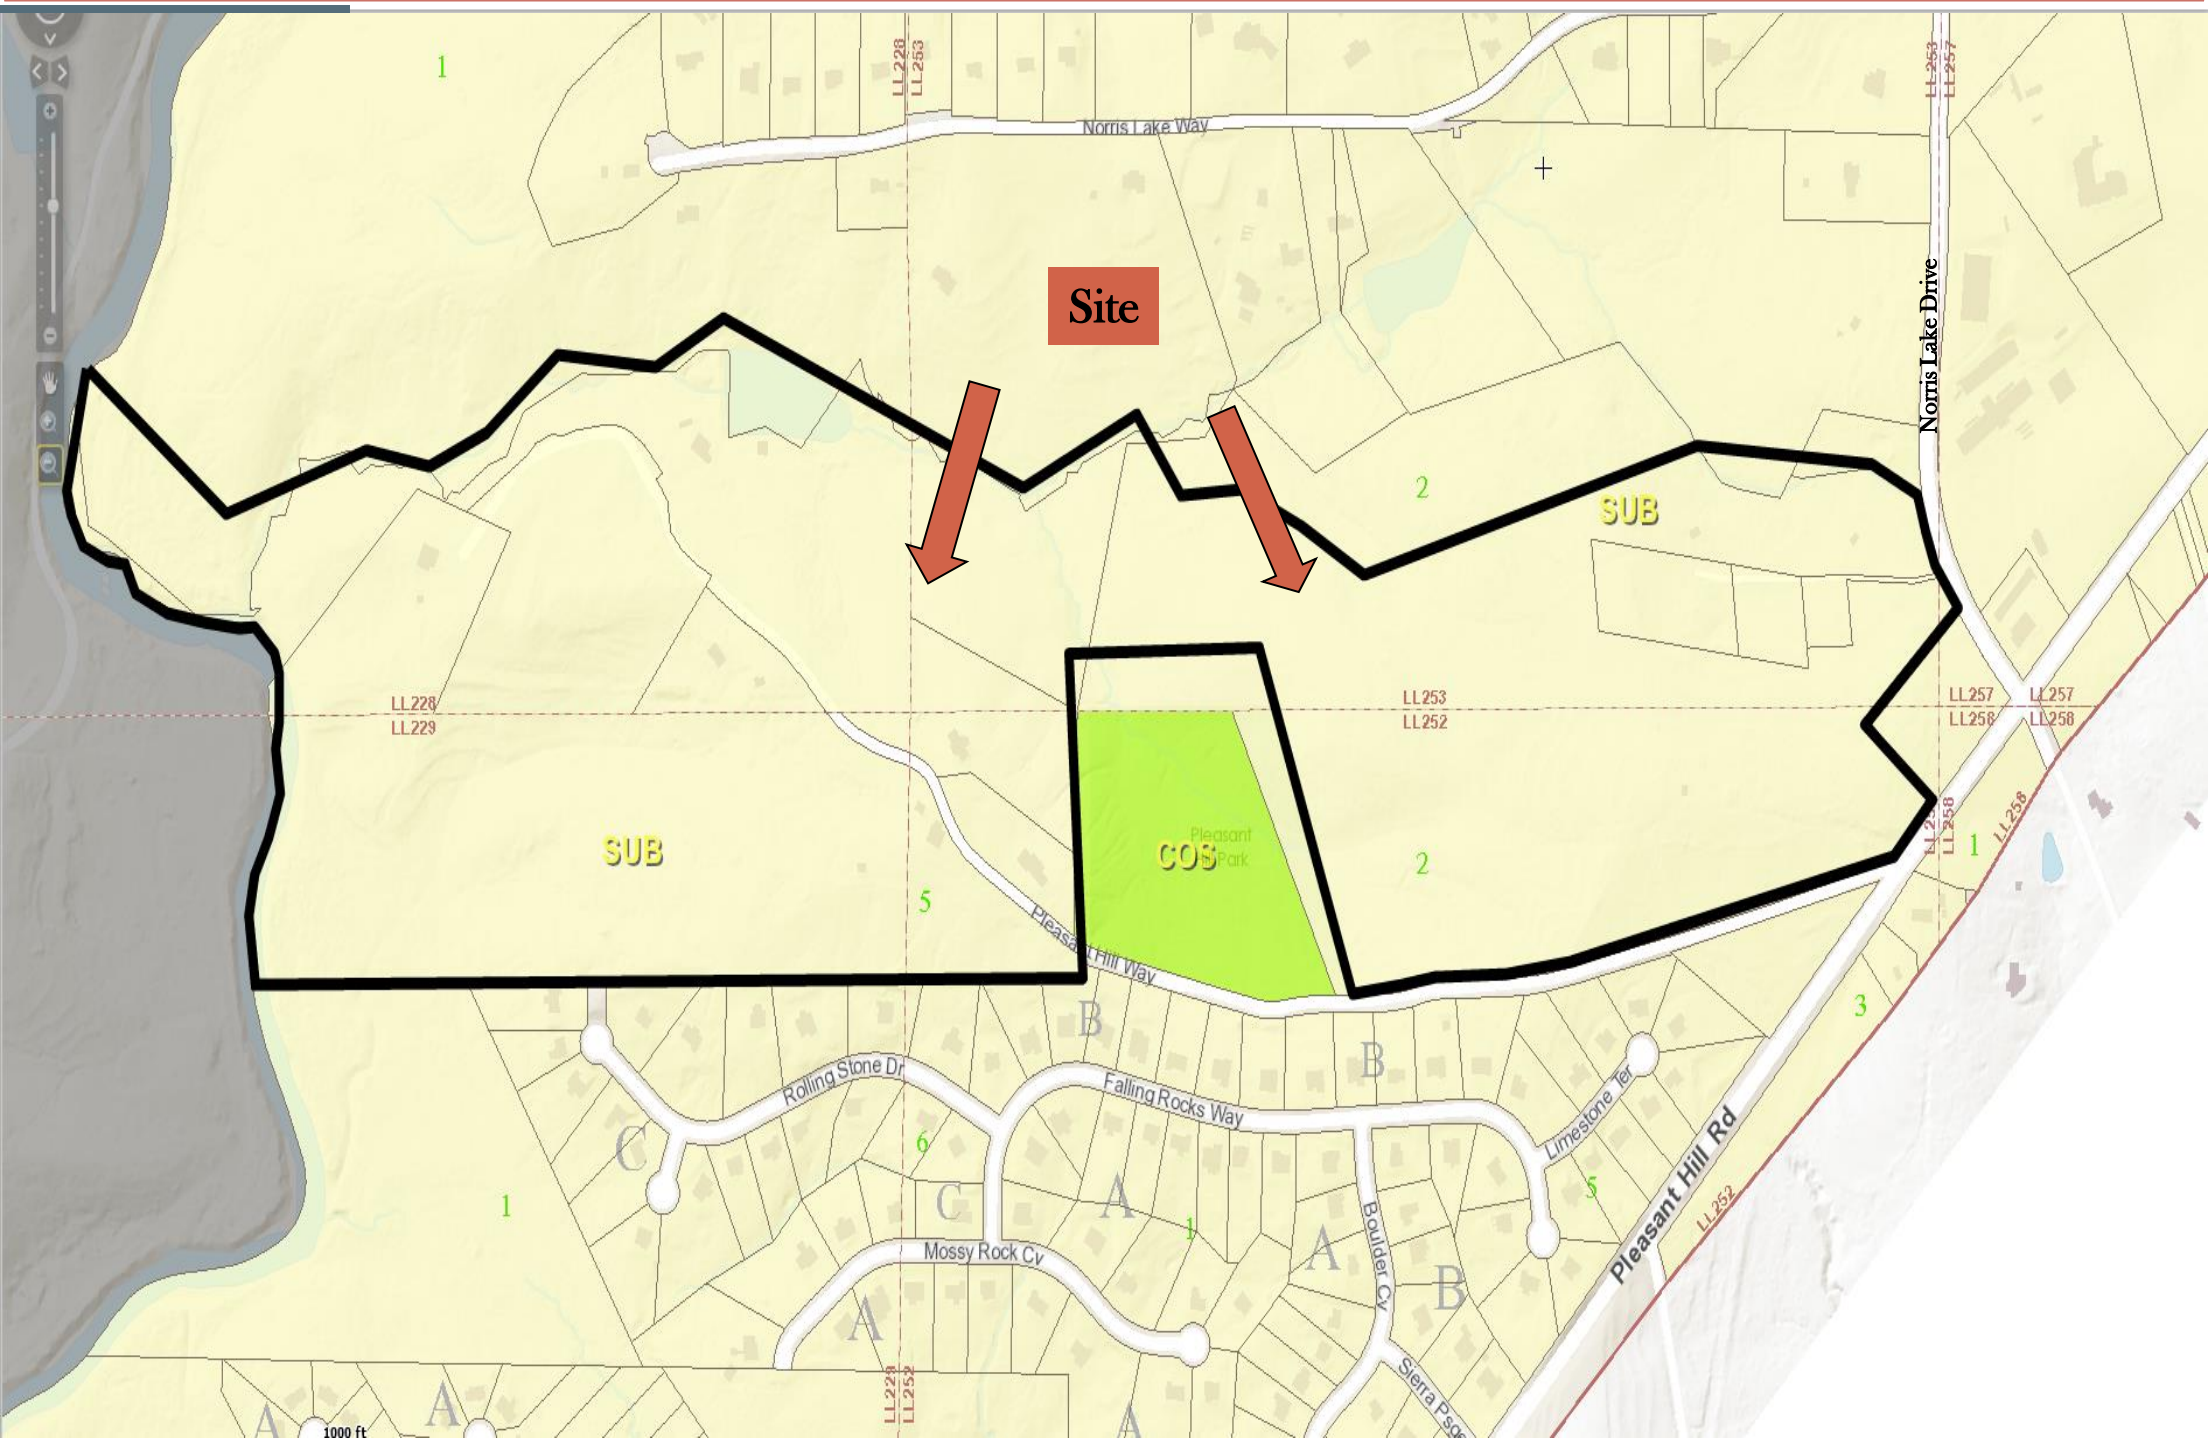 1
LL228
LL253
LL253
LL257
Norris Lake Way
Site
Norris Lake Drive
2
SUB
LL228
LL229
LL253
LL252
LL257
LL258
LL257
LL258
SUB
COS
Pleasant
Park
2
5
LL258
LL258
1
Pleasant Hill Way
B
B
3
Rolling Stone Dr
Falling Rocks Way
Limestone Ter
C
6
C
A
1
A
Boulder Cv
B
5
Pleasant Hill Rd
LL252
1
Mossy Rock Cv
A
Sierra
LL229
LL252
A
A
A
1000 ft